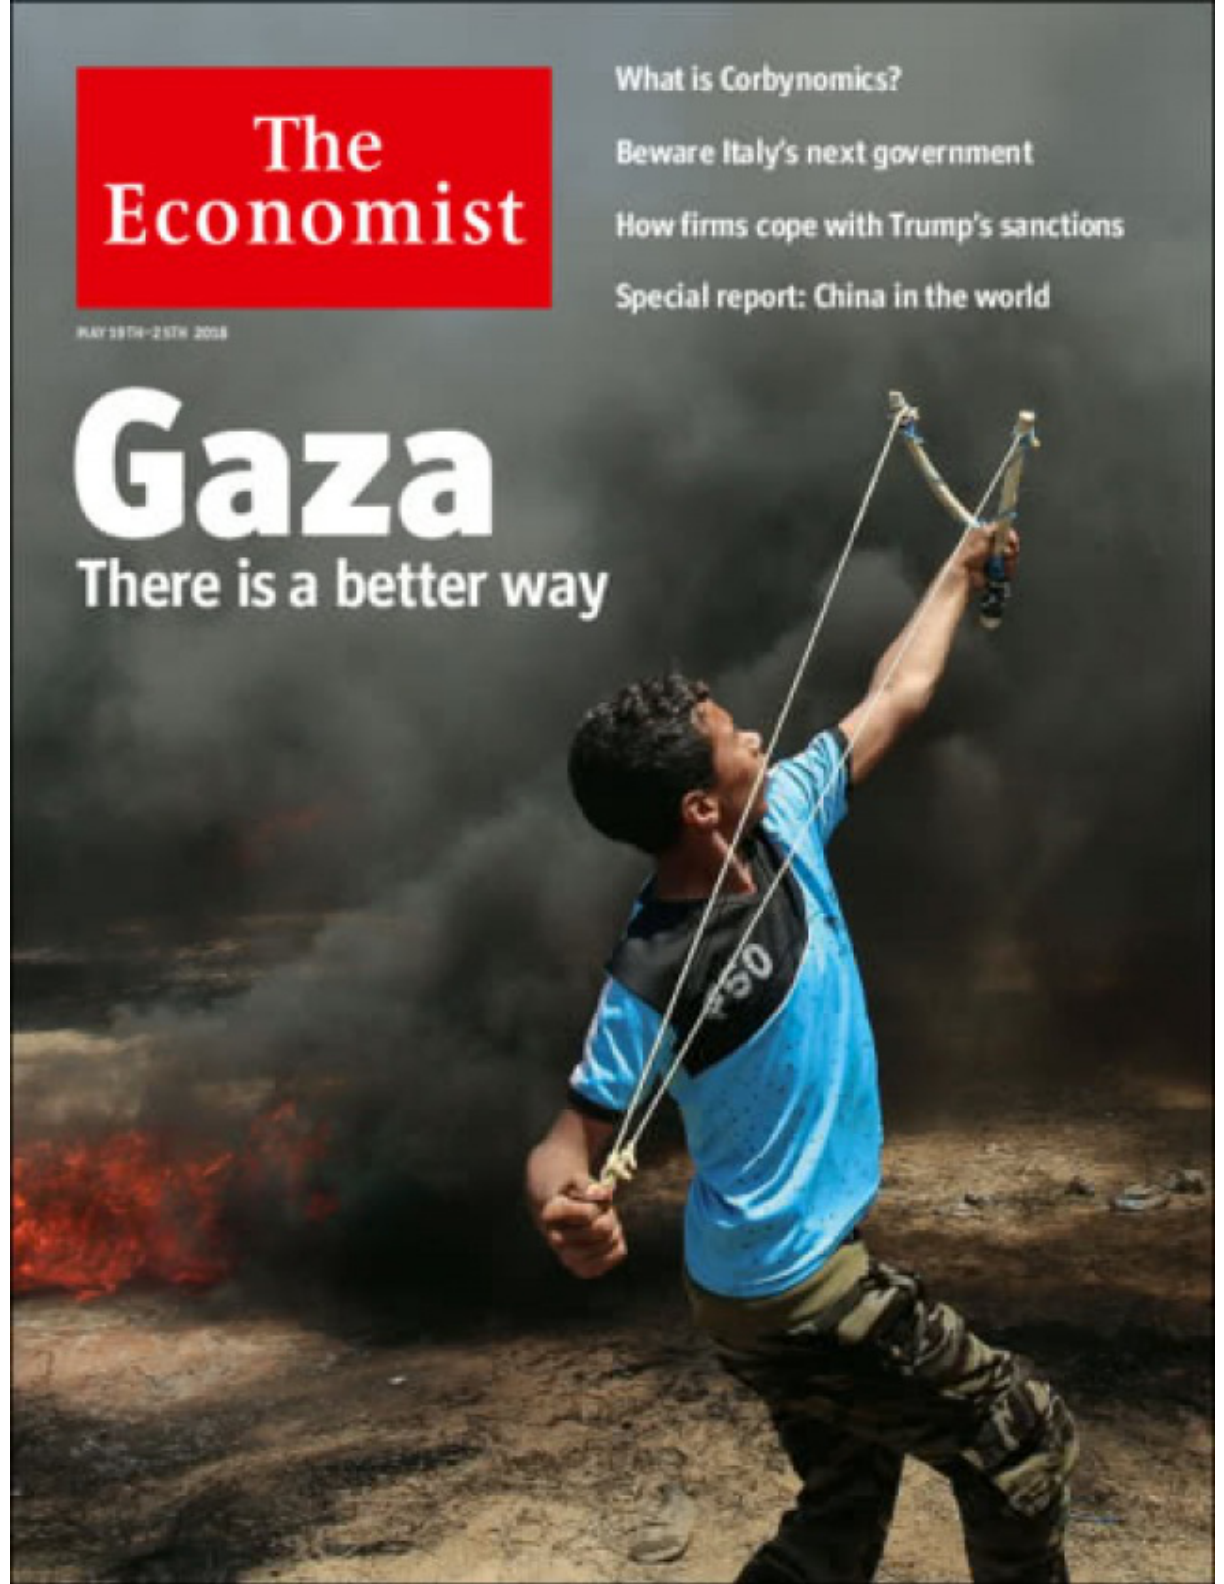 The
Economist
MAY 19TH–25TH 2018
What is Corbynomics?
Beware Italy's next government
How firms cope with Trump's sanctions
Special report: China in the world
Gaza
There is a better way